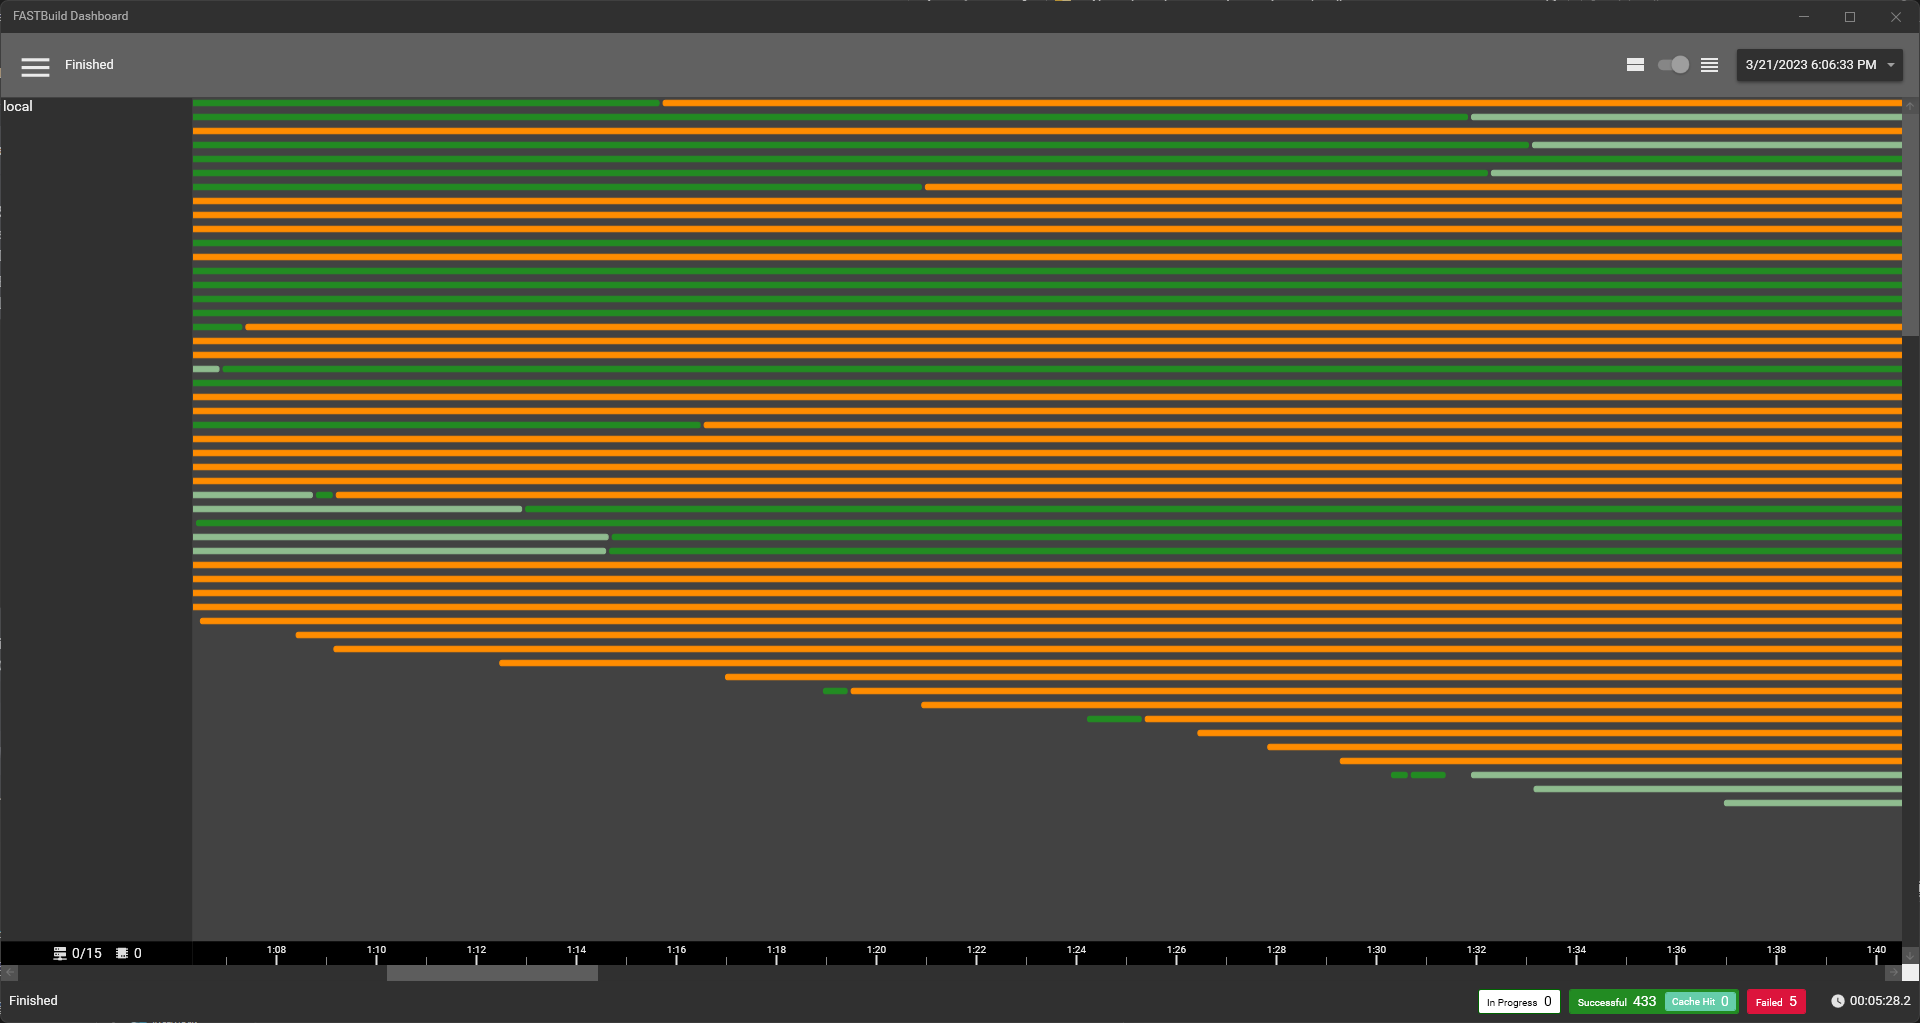 FASTBuild Dashboard
Finished
3/21/2023 6:06:33 PM
local
0/15 0
1:08 1:10 1:12 1:14 1:16 1:18 1:20 1:22 1:24 1:26 1:28 1:30 1:32 1:34 1:36 1:38 1:40
Finished
In Progress 0
Successful 433 Cache Hit 0
Failed 5
00:05:28.2